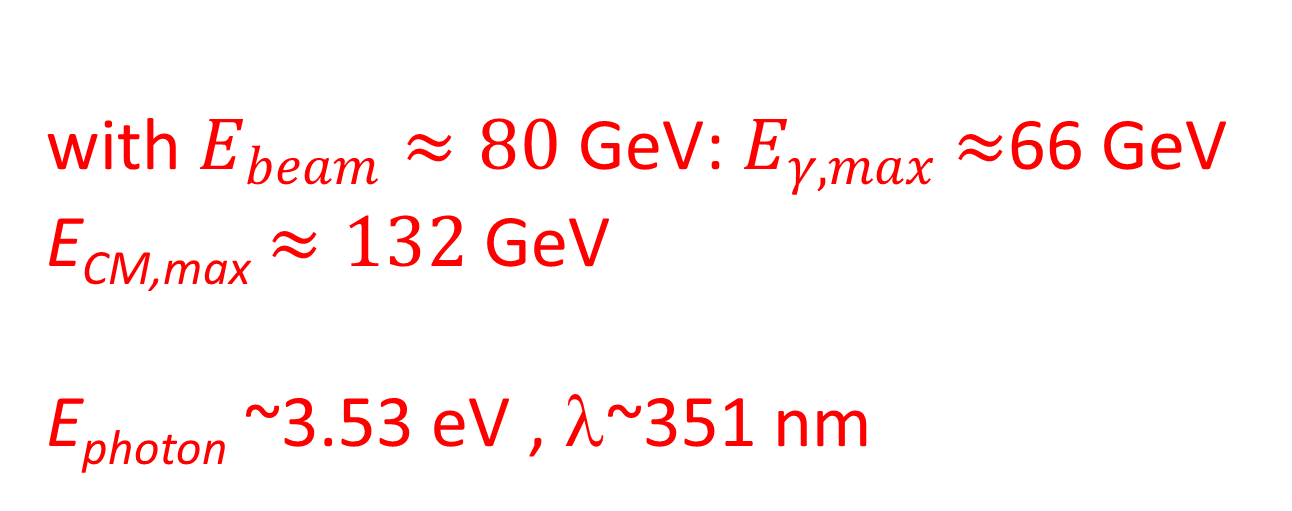 with E_beam ≈ 80 GeV: E_γ,max ≈66 GeV
E_CM,max ≈ 132 GeV
E_photon ~3.53 eV , λ~351 nm